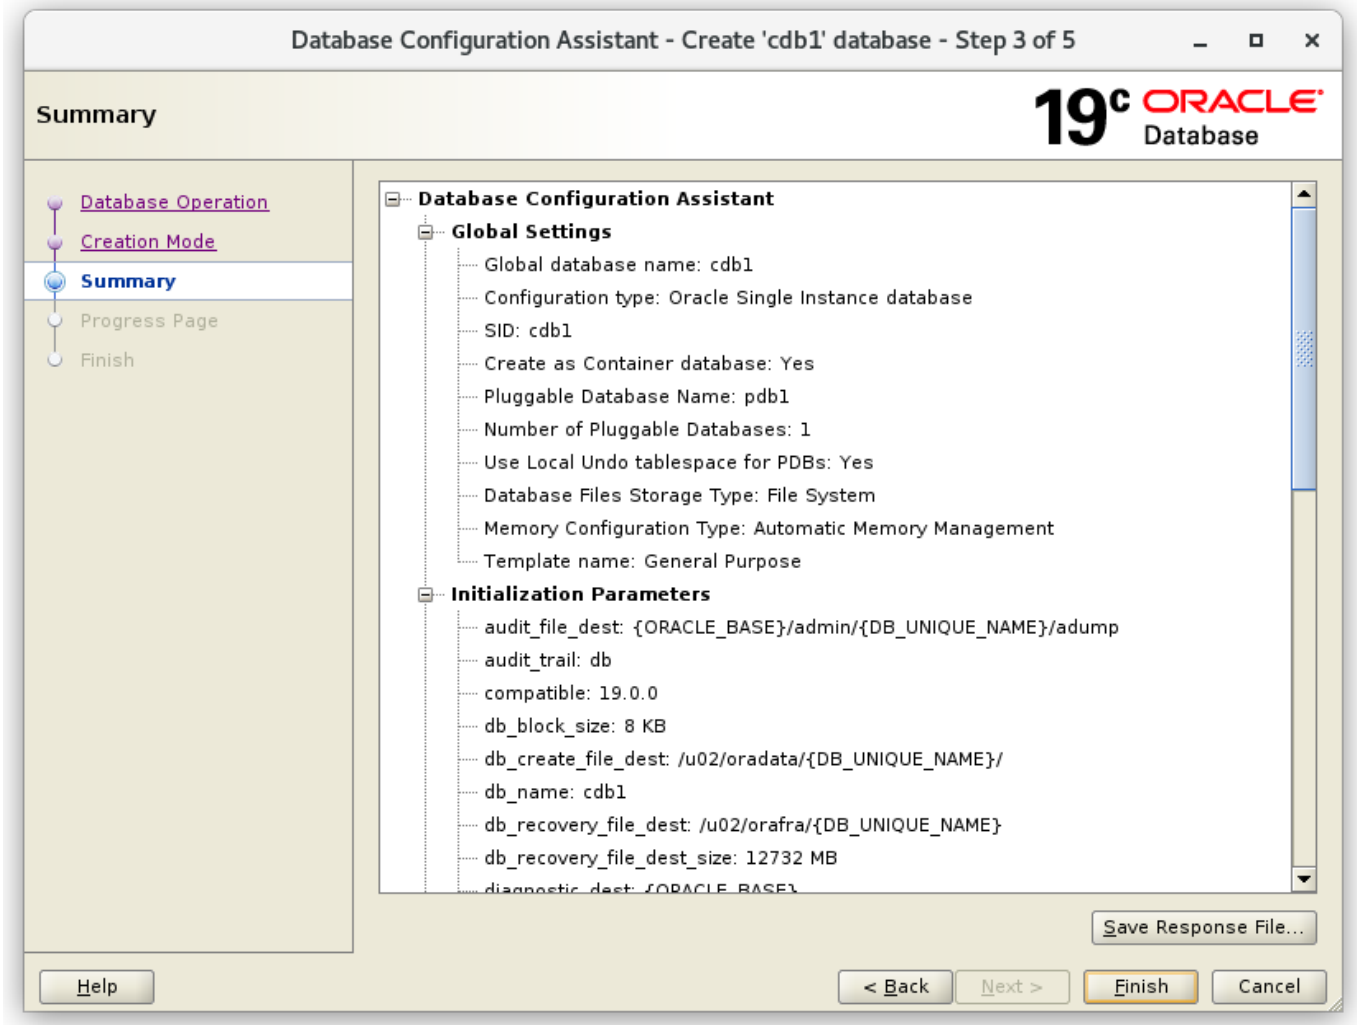 Database Configuration Assistant - Create 'cdb1' database - Step 3 of 5
Summary
19c ORACLE
Database
Database Operation
Creation Mode
Summary
Progress Page
Finish
Database Configuration Assistant
Global Settings
Global database name: cdb1
Configuration type: Oracle Single Instance database
SID: cdb1
Create as Container database: Yes
Pluggable Database Name: pdb1
Number of Pluggable Databases: 1
Use Local Undo tablespace for PDBs: Yes
Database Files Storage Type: File System
Memory Configuration Type: Automatic Memory Management
Template name: General Purpose
Initialization Parameters
audit_file_dest: {ORACLE_BASE}/admin/{DB_UNIQUE_NAME}/adump
audit_trail: db
compatible: 19.0.0
db_block_size: 8 KB
db_create_file_dest: /u02/oradata/{DB_UNIQUE_NAME}/
db_name: cdb1
db_recovery_file_dest: /u02/orafra/{DB_UNIQUE_NAME}
db_recovery_file_dest_size: 12732 MB
diagnostic_dest: {ORACLE_BASE}
Save Response File...
Help
< Back
Next >
Finish
Cancel